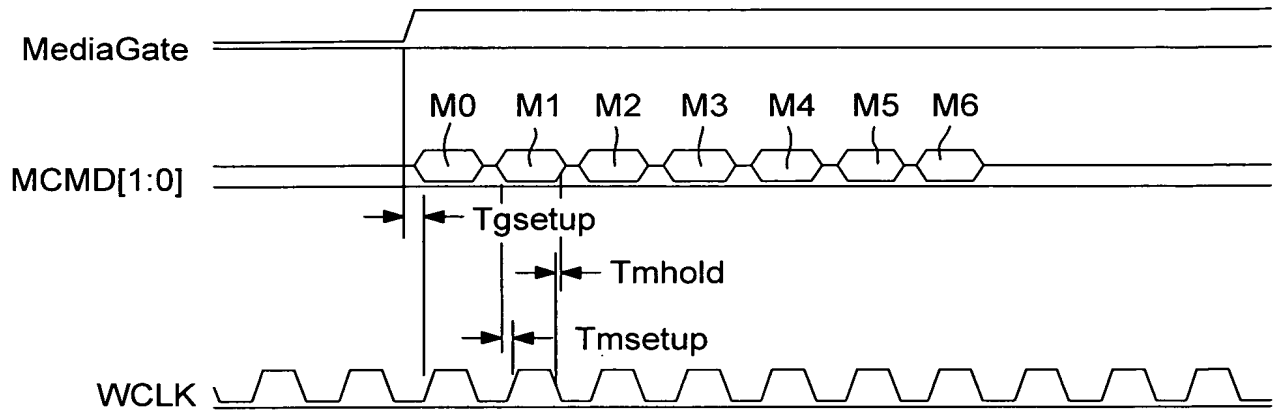 MediaGate
M0 M1 M2 M3 M4 M5 M6
MCMD[1:0]
Tgsetup
Tmhold
Tmsetup
WCLK